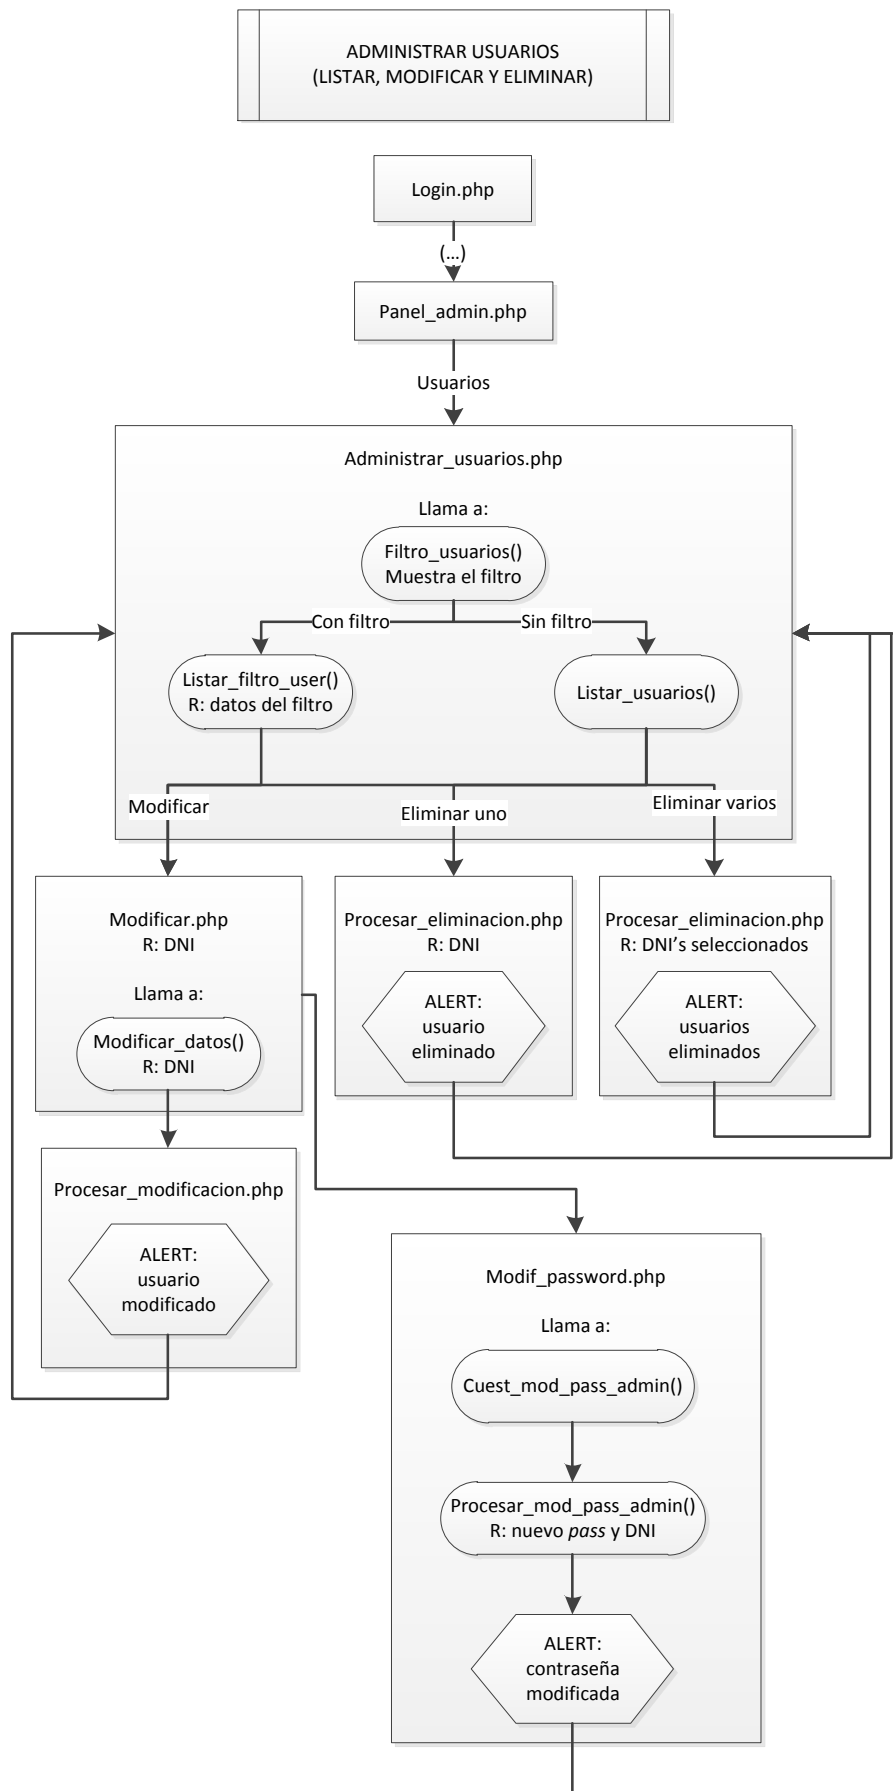 ADMINISTRAR USUARIOS
(LISTAR, MODIFICAR Y ELIMINAR)
Login.php
(...)
Panel_admin.php
Usuarios
Administrar_usuarios.php
Llama a:
Filtro_usuarios()
Muestra el filtro
Con filtro
Sin filtro
Listar_filtro_user()
R: datos del filtro
Listar_usuarios()
Modificar
Eliminar uno
Eliminar varios
Modificar.php
R: DNI
Llama a:
Modificar_datos()
R: DNI
Procesar_eliminacion.php
R: DNI
ALERT:
usuario
eliminado
Procesar_eliminacion.php
R: DNI’s seleccionados
ALERT:
usuarios
eliminados
Procesar_modificacion.php
ALERT:
usuario
modificado
Modif_password.php
Llama a:
Cuest_mod_pass_admin()
Procesar_mod_pass_admin()
R: nuevo pass y DNI
ALERT:
contraseña
modificada